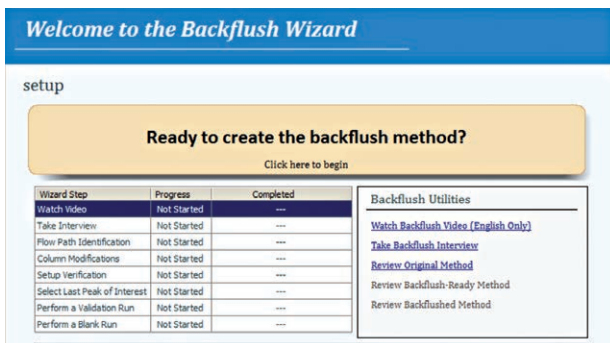 Welcome to the Backflush Wizard
setup
Ready to create the backflush method?
Click here to begin
Wizard Step Progress Completed
Watch Video Not Started ---
Take Interview Not Started ---
Flow Path Identification Not Started ---
Column Modifications Not Started ---
Setup Verification Not Started ---
Select Last Peak of Interest Not Started ---
Perform a Validation Run Not Started ---
Perform a Blank Run Not Started ---
Backflush Utilities
Watch Backflush Video (English Only)
Take Backflush Interview
Review Original Method
Review Backflush-Ready Method
Review Backflushed Method